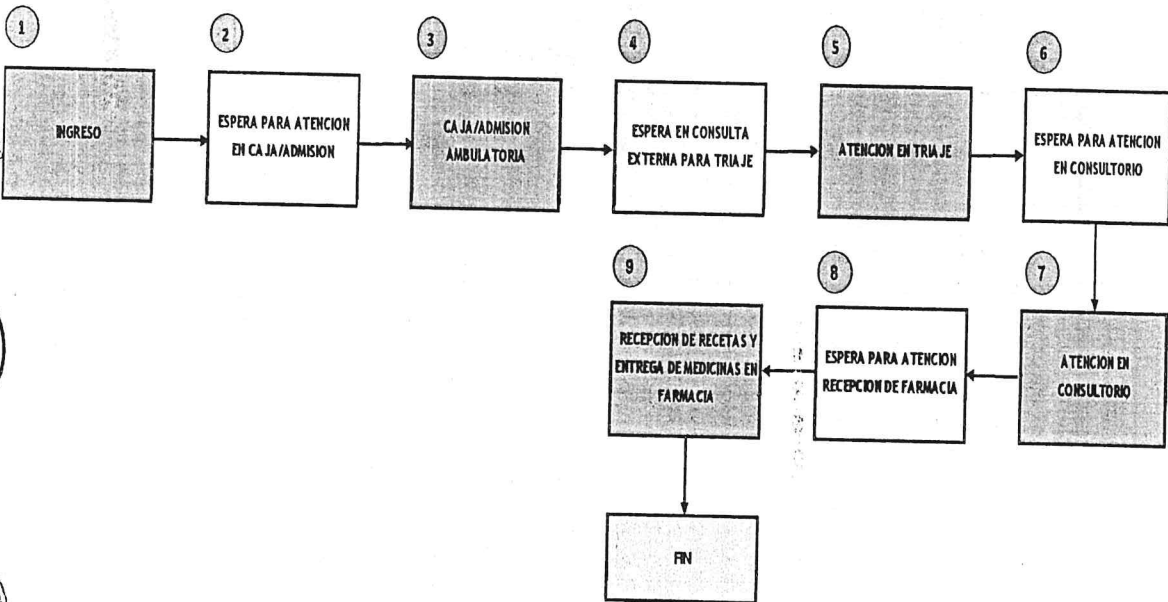 1
INGRESO
2
ESPERA PARA ATENCION
EN CAJA/ADMISION
3
CAJA/ADMISION
AMBULATORIA
4
ESPERA EN CONSULTA
EXTERNA PARA TRIAJE
5
ATENCION EN TRIAJE
6
ESPERA PARA ATENCION
EN CONSULTORIO
7
ATENCION EN
CONSULTORIO
8
ESPERA PARA ATENCION
RECEPCION DE FARMACIA
9
RECEPCION DE RECETAS Y
ENTREGA DE MEDICINAS EN
FARMACIA
FIN